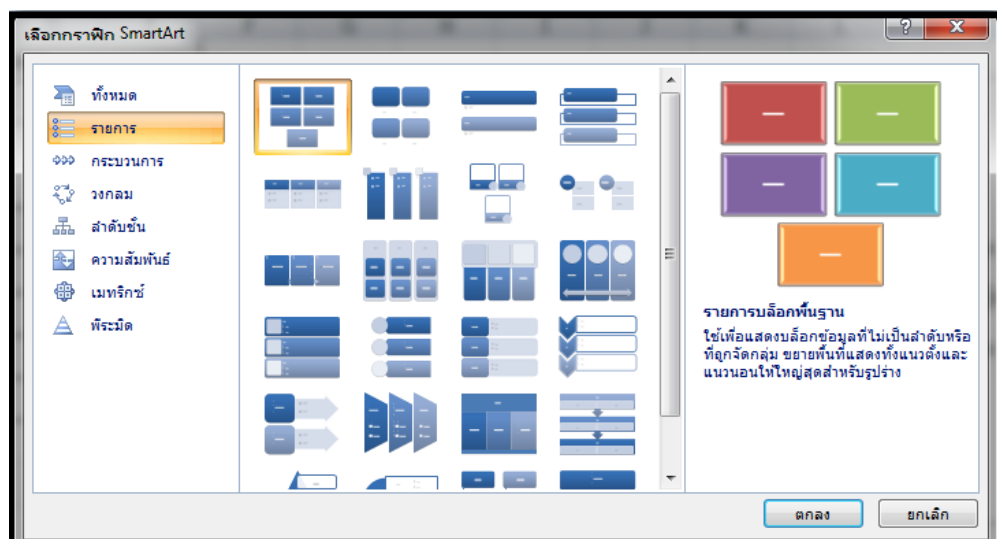 เลือกกราฟิก SmartArt
ทั้งหมด
รายการ
กระบวนการ
วงกลม
ลำดับชั้น
ความสัมพันธ์
เมทริกซ์
พีระมิด
รายการบล็อกพื้นฐาน
ใช้เพื่อแสดงบล็อกข้อมูลที่ไม่เป็นลำดับหรือ
ที่ถูกจัดกลุ่ม ขยายพื้นที่แสดงทั้งแนวตั้งและ
แนวนอนให้ใหญ่สุดสำหรับรูปร่าง
ตกลง
ยกเลิก